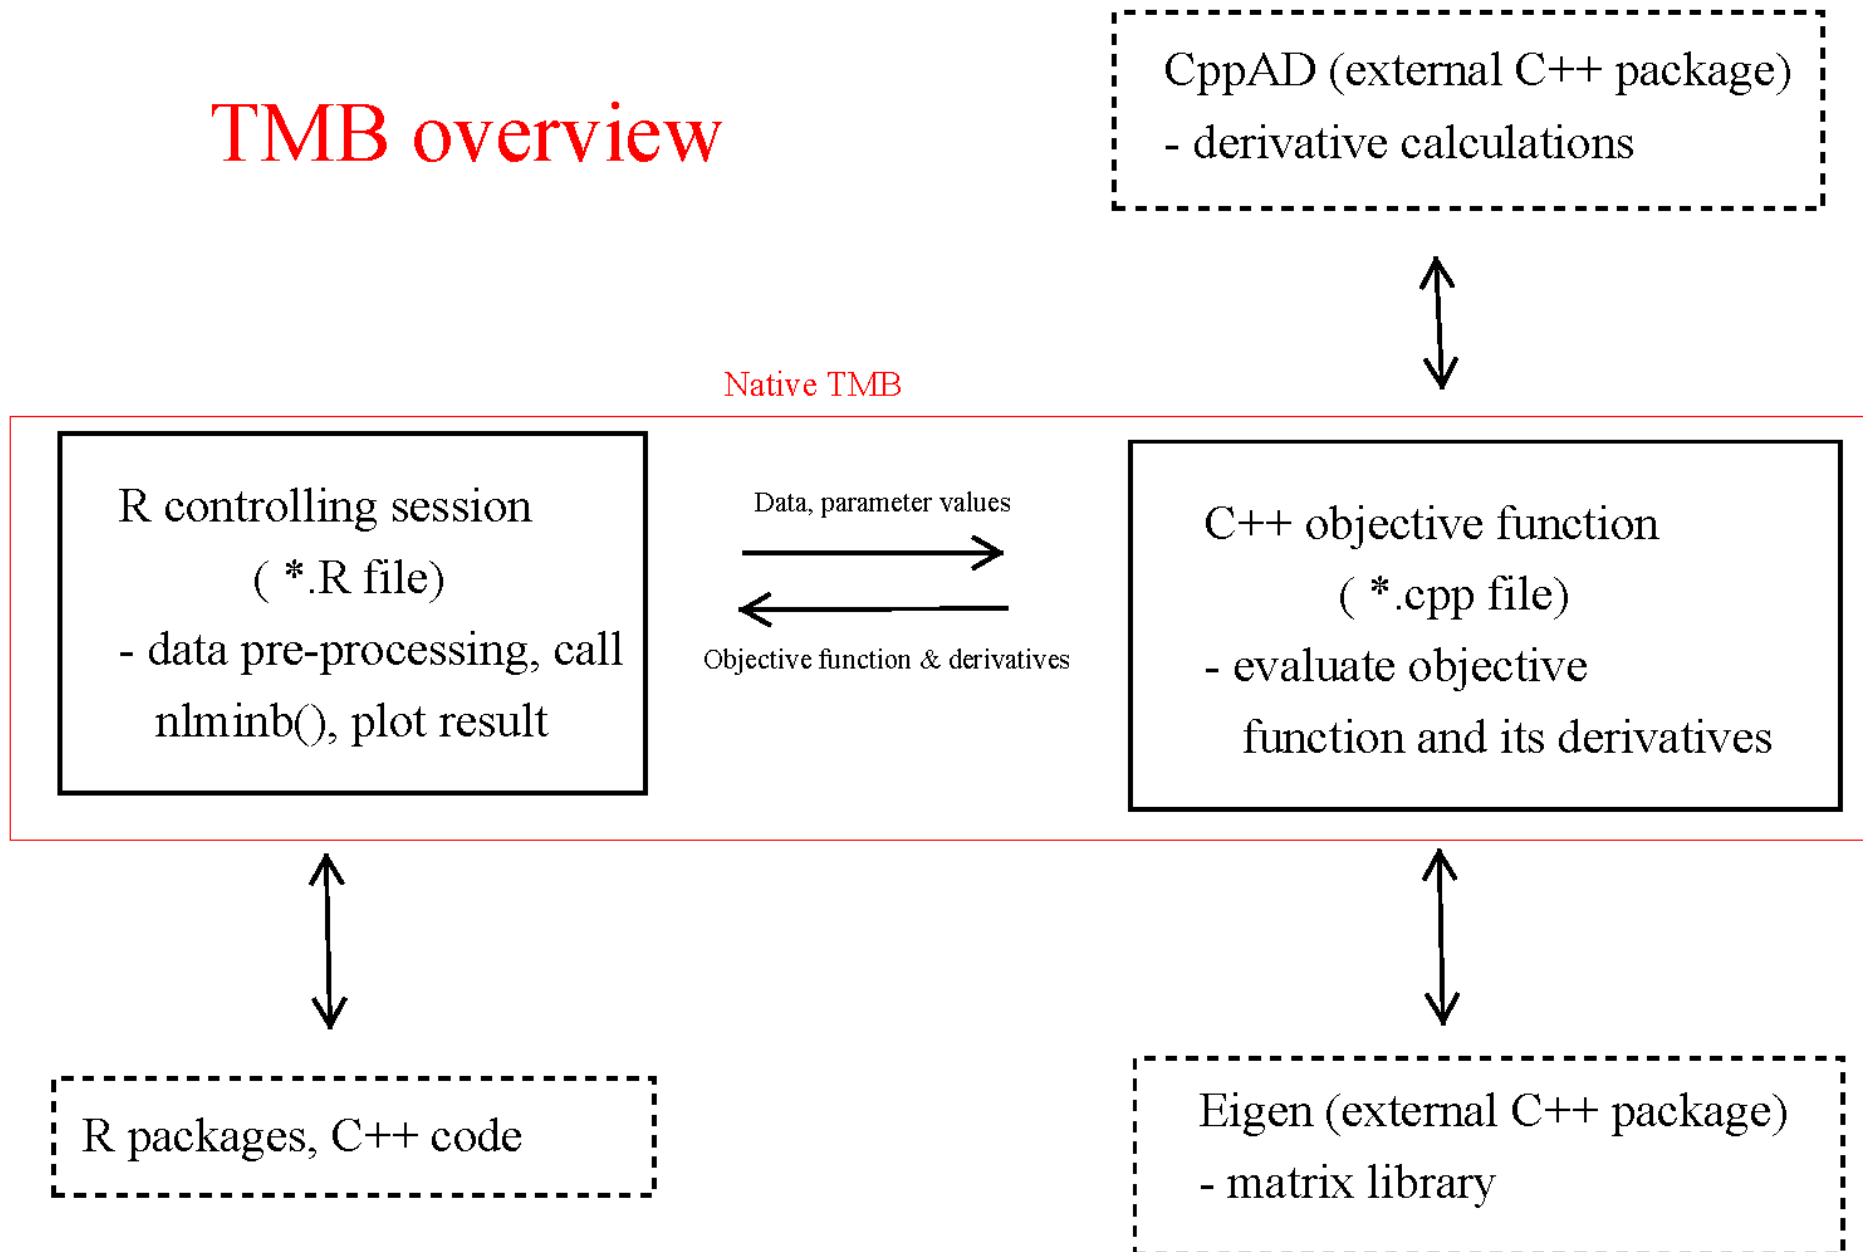 TMB overview
CppAD (external C++ package)
- derivative calculations
Native TMB
R controlling session
( *.R file)
- data pre-processing, call
nlminb(), plot result
Data, parameter values
Objective function & derivatives
C++ objective function
( *.cpp file)
- evaluate objective
function and its derivatives
R packages, C++ code
Eigen (external C++ package)
- matrix library